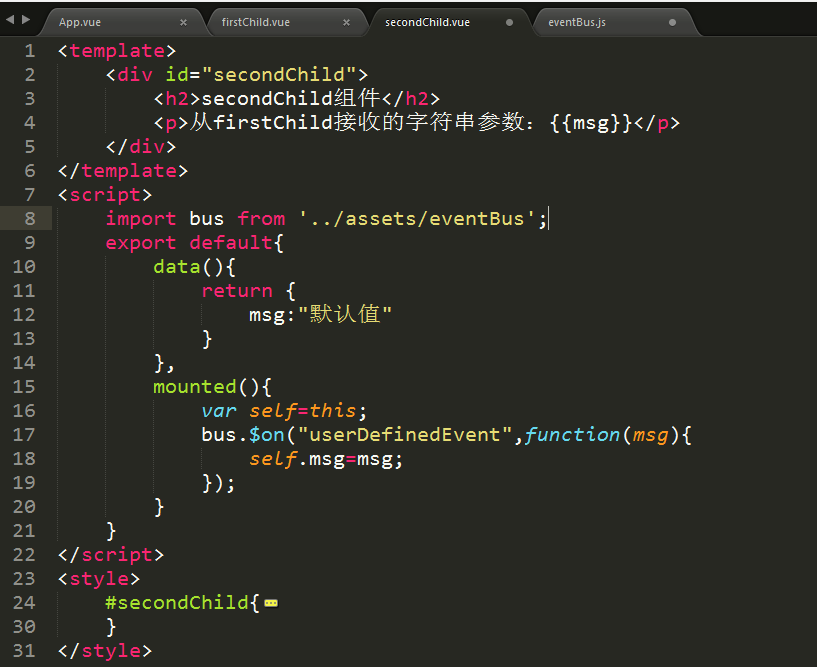 App.vue × firstChild.vue × secondChild.vue eventBus.js
1 <template>
2 <div id="secondChild">
3 <h2>secondChild组件</h2>
4 <p>从firstChild接收的字符串参数：{{msg}}</p>
5 </div>
6 </template>
7 <script>
8 import bus from '../assets/eventBus';
9 export default{
10 data(){
11 return {
12 msg:"默认值"
13 }
14 },
15 mounted(){
16 var self=this;
17 bus.$on("userDefinedEvent",function(msg){
18 self.msg=msg;
19 });
20 }
21 }
22 </script>
23 <style>
24 #secondChild{
30 }
31 </style>